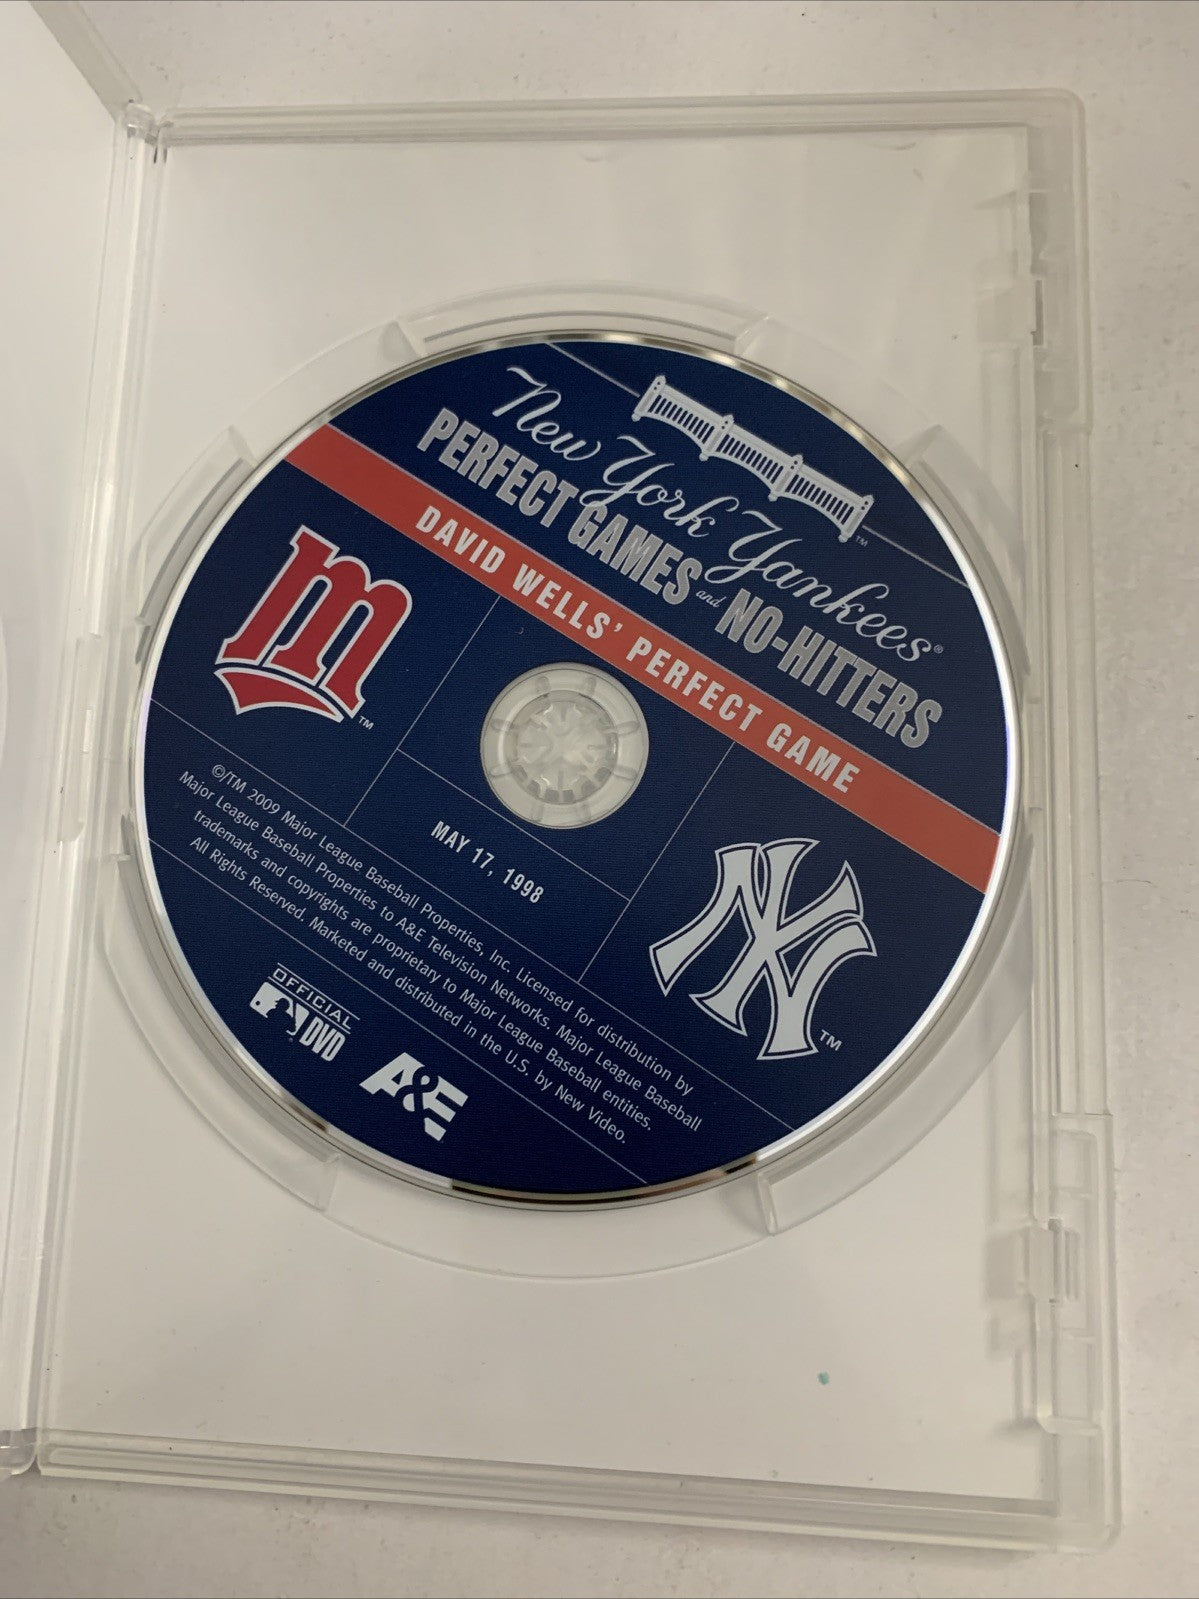 New York Yankees®
PERFECT GAMES and NO-HITTERS
™
DAVID WELLS' PERFECT GAME
M™
MAY 17, 1998
NY™
©/TM 2009 Major League Baseball Properties, Inc. Licensed for distribution by
Major League Baseball Properties to A&E Television Networks. Major League Baseball
trademarks and copyrights are proprietary to Major League Baseball entities.
All Rights Reserved. Marketed and distributed in the U.S. by New Video.
OFFICIAL
DVD
A&E